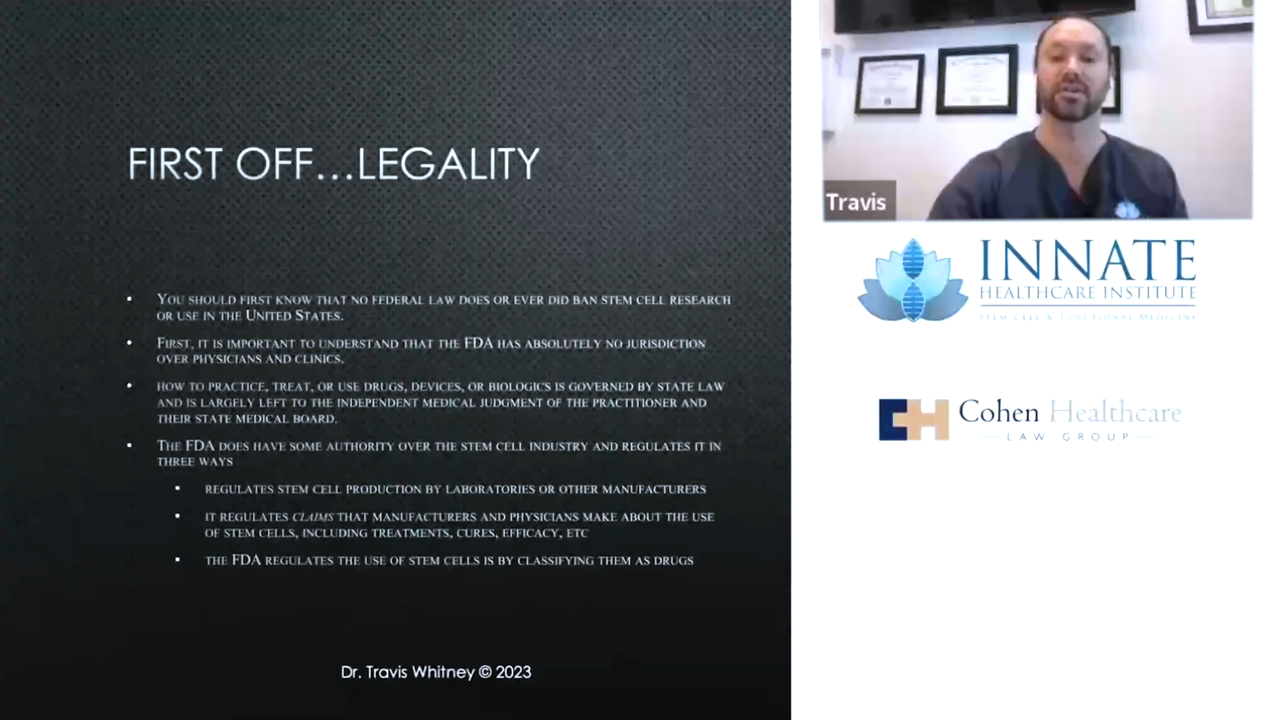 FIRST OFF...LEGALITY
• YOU SHOULD FIRST KNOW THAT NO FEDERAL LAW DOES OR EVER DID BAN STEM CELL RESEARCH
OR USE IN THE UNITED STATES.
• FIRST, IT IS IMPORTANT TO UNDERSTAND THAT THE FDA HAS ABSOLUTELY NO JURISDICTION
OVER PHYSICIANS AND CLINICS.
• HOW TO PRACTICE, TREAT, OR USE DRUGS, DEVICES, OR BIOLOGICS IS GOVERNED BY STATE LAW
AND IS LARGELY LEFT TO THE INDEPENDENT MEDICAL JUDGMENT OF THE PRACTITIONER AND
THEIR STATE MEDICAL BOARD.
• THE FDA DOES HAVE SOME AUTHORITY OVER THE STEM CELL INDUSTRY AND REGULATES IT IN
THREE WAYS
▪ REGULATES STEM CELL PRODUCTION BY LABORATORIES OR OTHER MANUFACTURERS
▪ IT REGULATES CLAIMS THAT MANUFACTURERS AND PHYSICIANS MAKE ABOUT THE USE
OF STEM CELLS, INCLUDING TREATMENTS, CURES, EFFICACY, ETC
▪ THE FDA REGULATES THE USE OF STEM CELLS IS BY CLASSIFYING THEM AS DRUGS
Dr. Travis Whitney © 2023
Travis
INNATE
HEALTHCARE INSTITUTE
STEM CELL & FUNCTIONAL MEDICINE
Cohen Healthcare
LAW GROUP